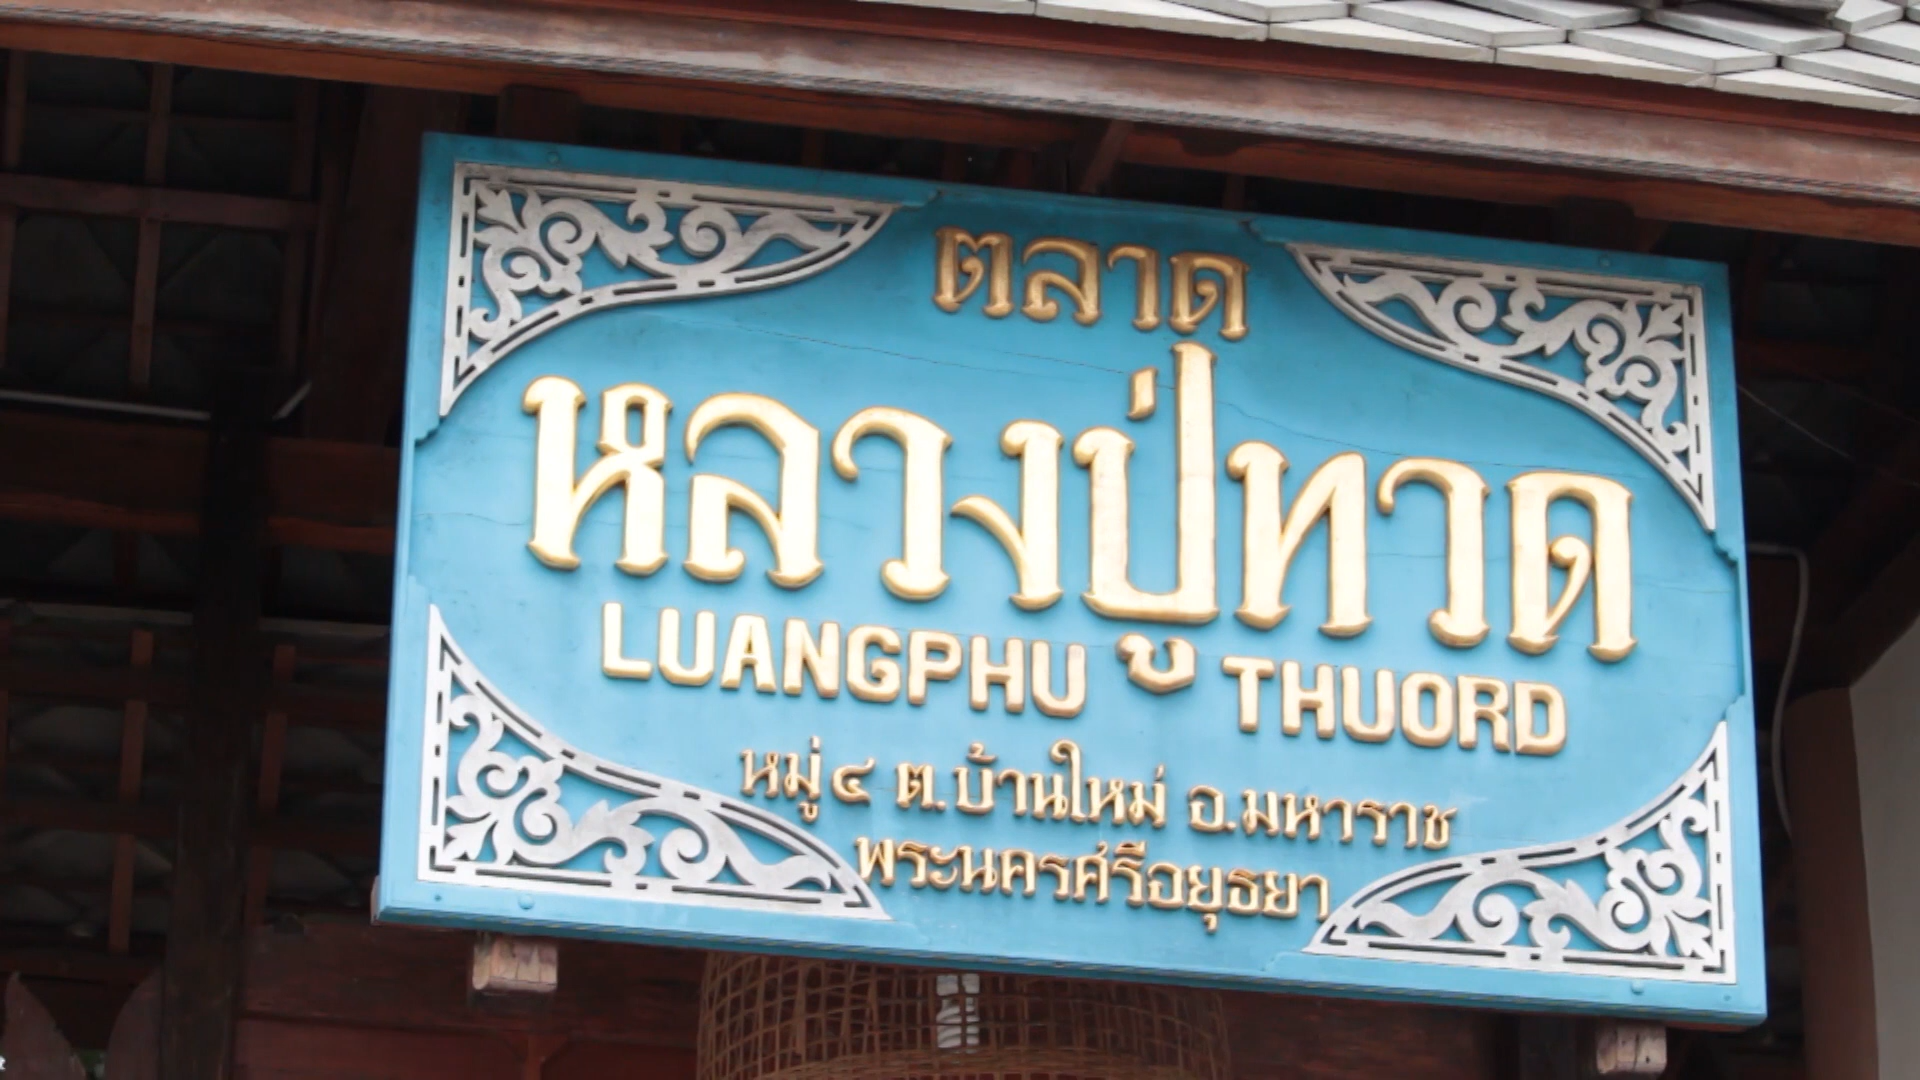 ตลาด
หลวงปู่ทวด
LUANGPHU THUORD
หมู่ ๔ ต.บ้านใหม่ อ.มหาราช
พระนครศรีอยุธยา